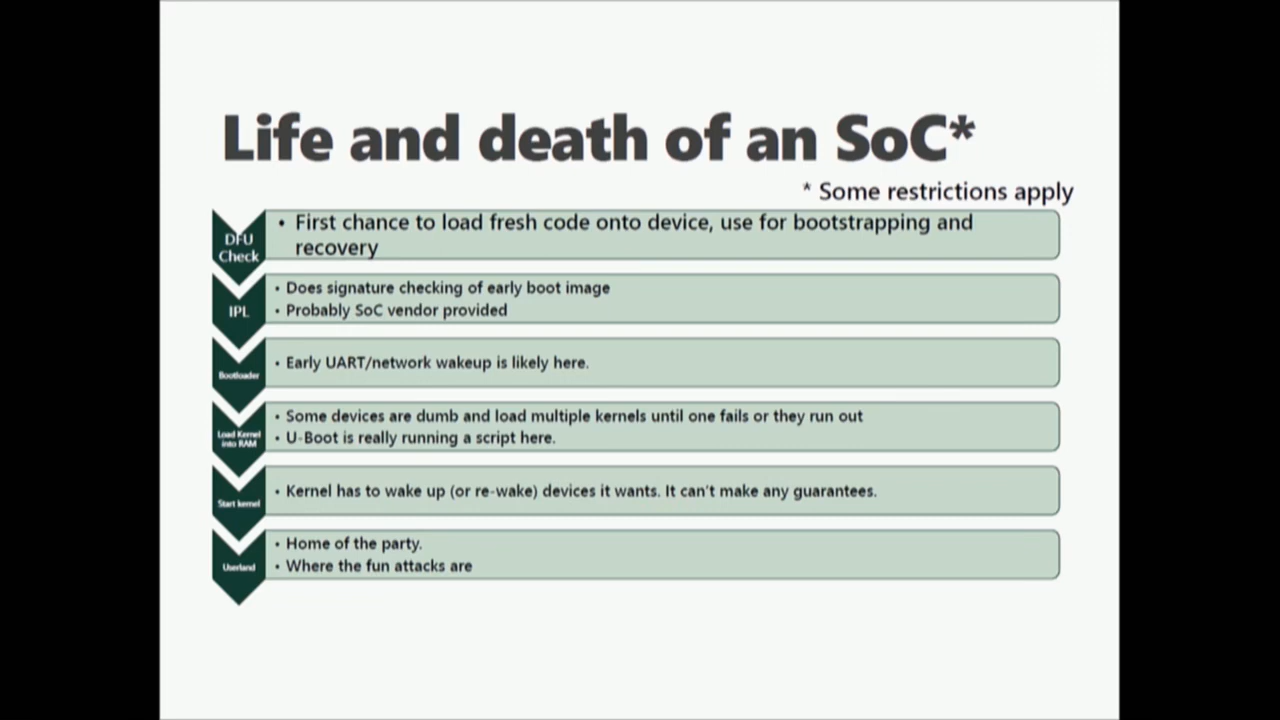 Life and death of an SoC*
* Some restrictions apply
DFU
Check
• First chance to load fresh code onto device, use for bootstrapping and
recovery
IPL
• Does signature checking of early boot image
• Probably SoC vendor provided
Bootloader
• Early UART/network wakeup is likely here.
Load Kernel
into RAM
• Some devices are dumb and load multiple kernels until one fails or they run out
• U-Boot is really running a script here.
Start kernel
• Kernel has to wake up (or re-wake) devices it wants. It can't make any guarantees.
Userland
• Home of the party.
• Where the fun attacks are